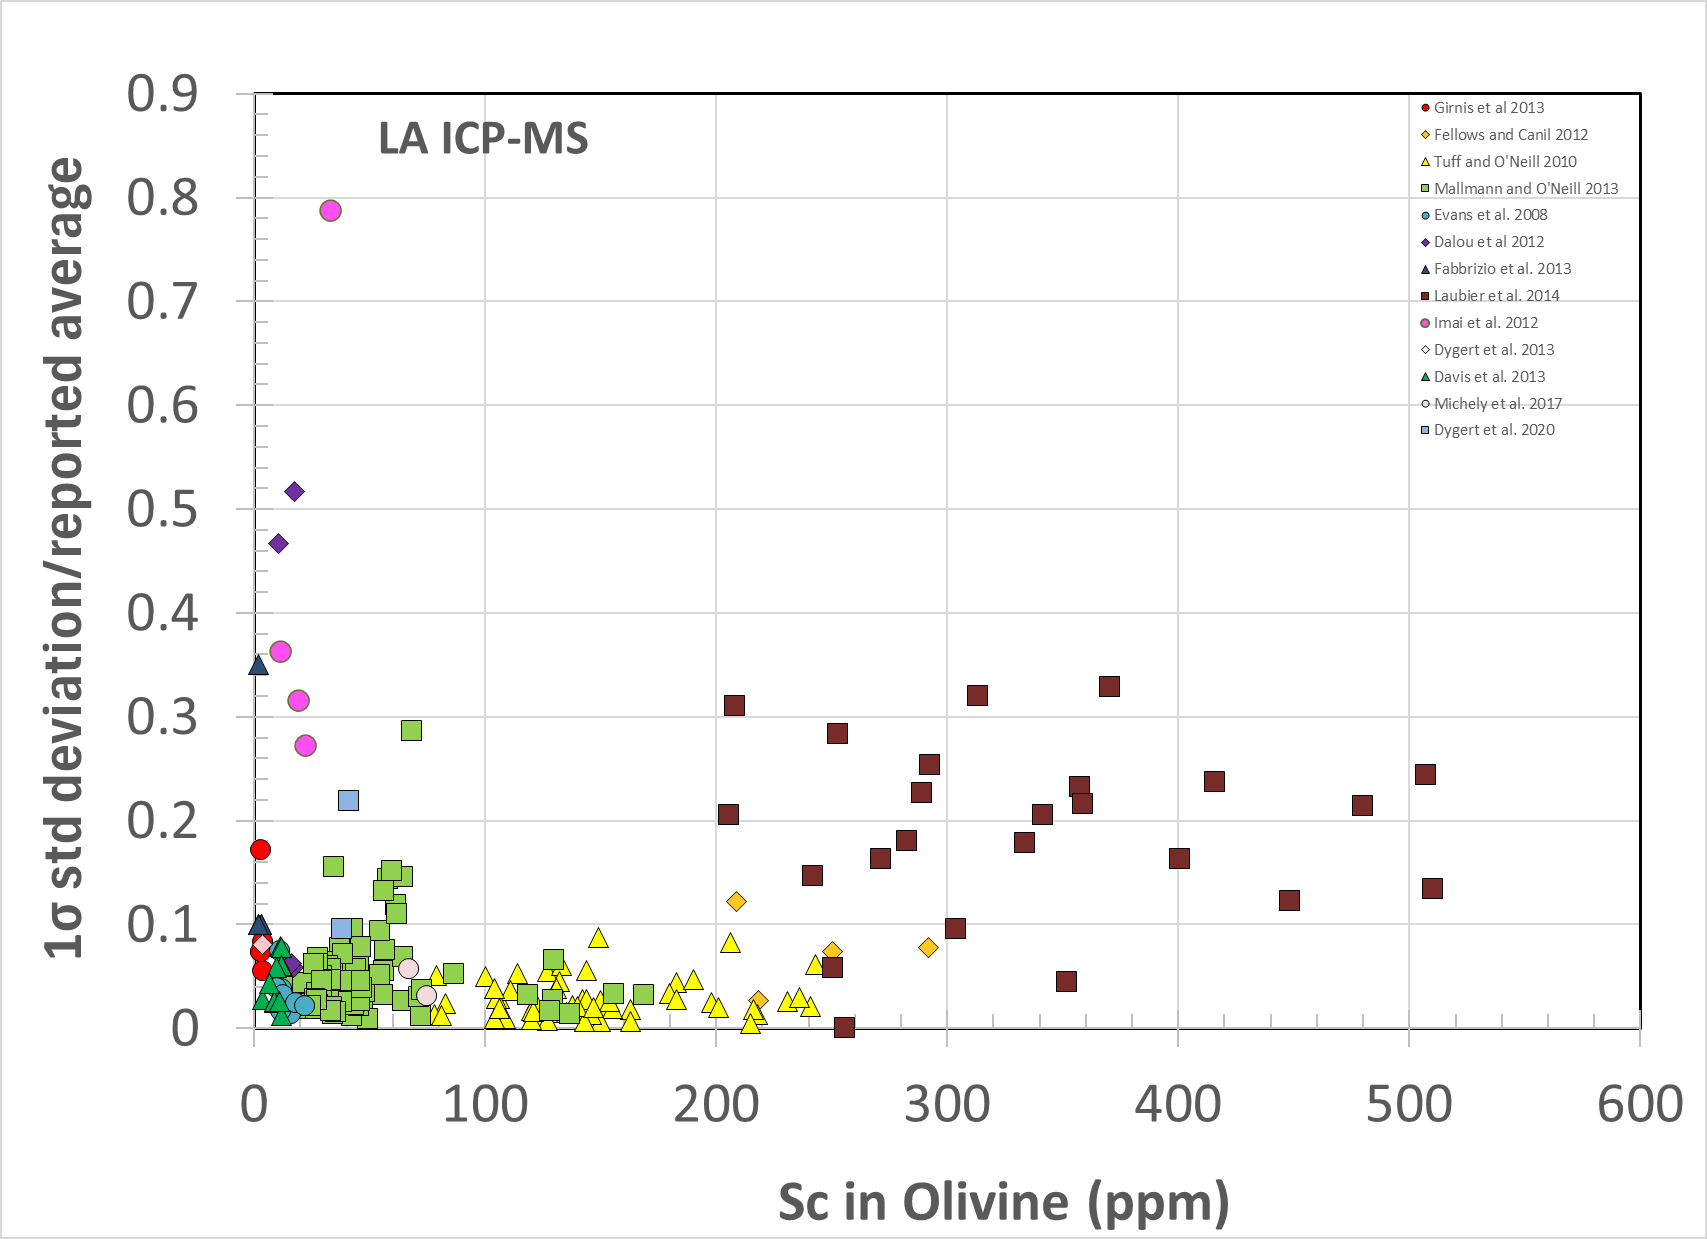 LA ICP-MS
1σ std deviation/reported average
0.9
0.8
0.7
0.6
0.5
0.4
0.3
0.2
0.1
0
0 100 200 300 400 500 600
Sc in Olivine (ppm)
Girnis et al 2013
Fellows and Canil 2012
Tuff and O'Neill 2010
Mallmann and O'Neill 2013
Evans et al. 2008
Dalou et al 2012
Fabbrizio et al. 2013
Laubier et al. 2014
Imai et al. 2012
Dygert et al. 2013
Davis et al. 2013
Michely et al. 2017
Dygert et al. 2020